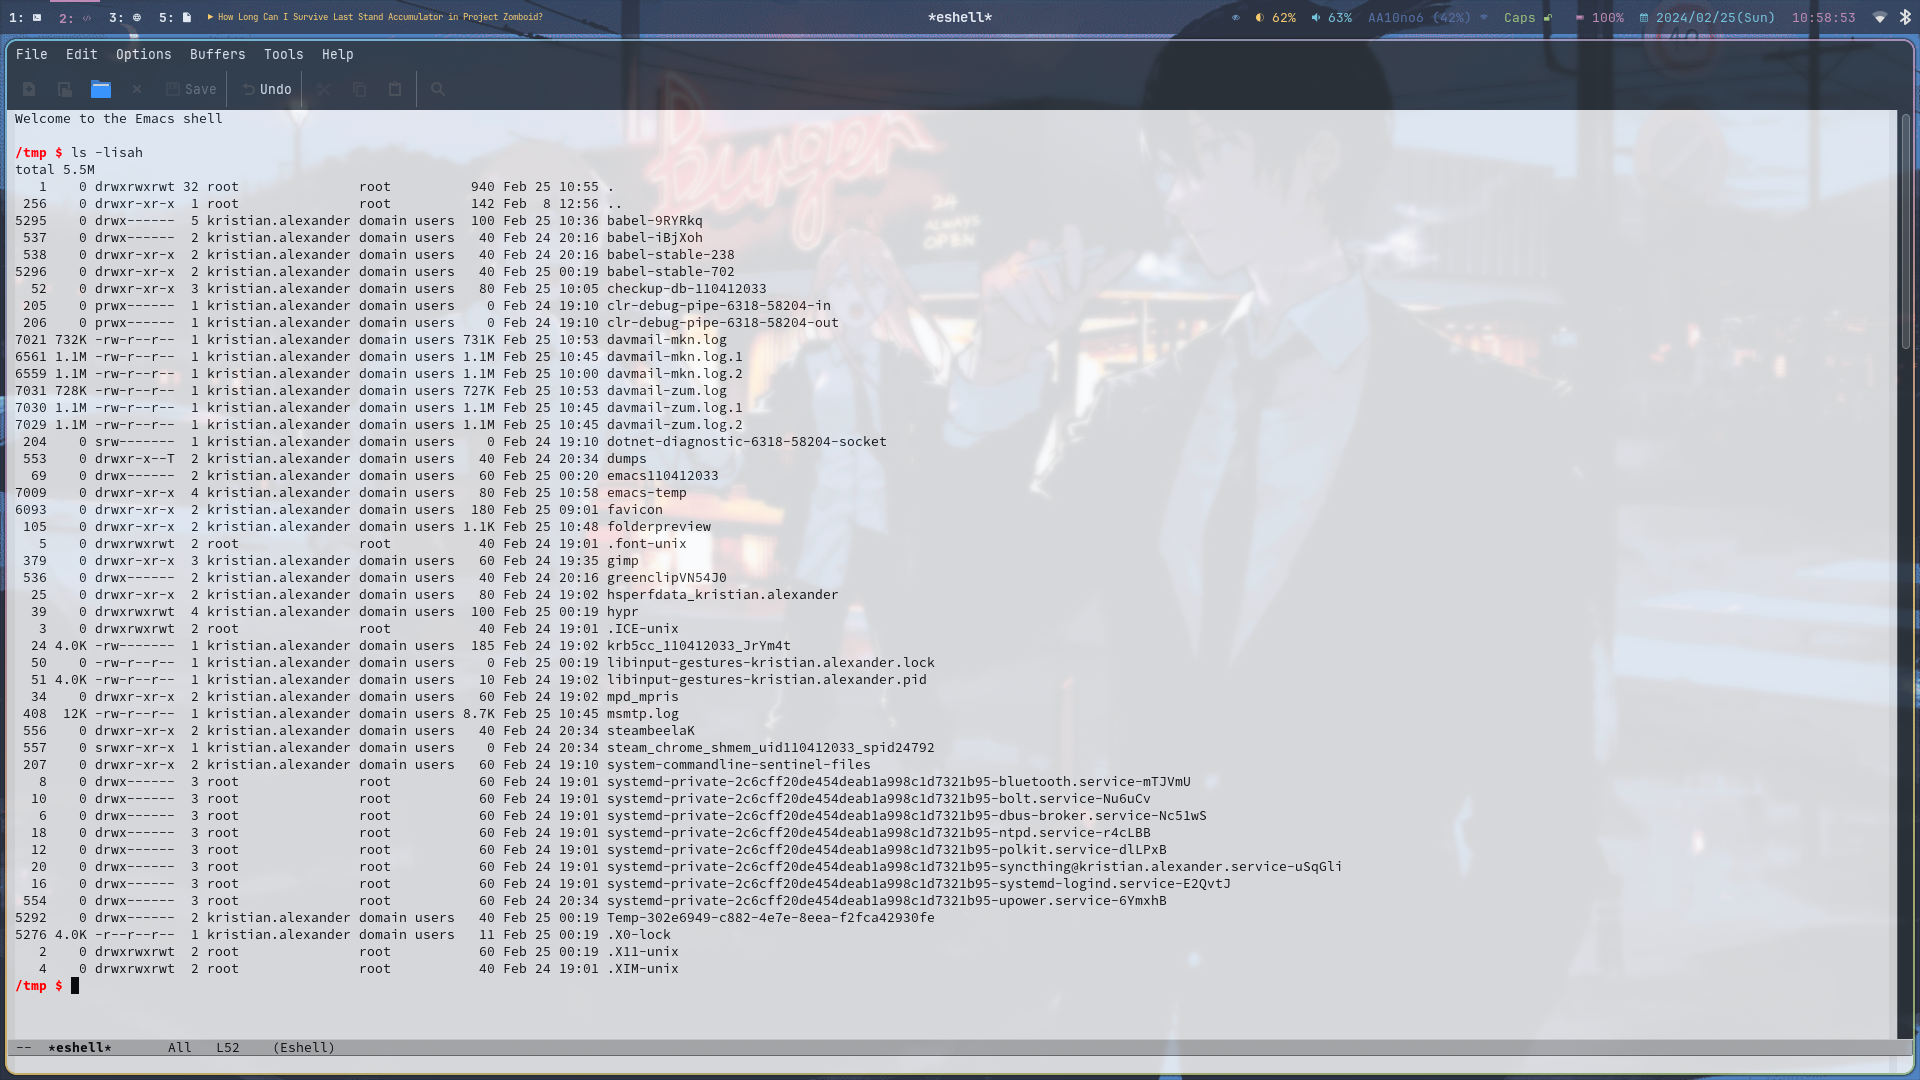 1: 2: 3: 5: How Long Can I Survive Last Stand Accumulator in Project Zomboid? *eshell* 62% 63% AA10no6 (42%) Caps 100% 2024/02/25(Sun) 10:58:53
File Edit Options Buffers Tools Help
Save Undo
Welcome to the Emacs shell
/tmp $ ls -lisah
total 5.5M
1 0 drwxrwxrwt 32 root root 940 Feb 25 10:55 .
256 0 drwxr-xr-x 1 root root 142 Feb 8 12:56 ..
5295 0 drwx------ 5 kristian.alexander domain users 100 Feb 25 10:36 babel-9RYRkq
537 0 drwx------ 2 kristian.alexander domain users 40 Feb 24 20:16 babel-iBjXoh
538 0 drwxr-xr-x 2 kristian.alexander domain users 40 Feb 24 20:16 babel-stable-238
5296 0 drwxr-xr-x 2 kristian.alexander domain users 40 Feb 25 00:19 babel-stable-702
52 0 drwxr-xr-x 3 kristian.alexander domain users 80 Feb 25 10:05 checkup-db-110412033
205 0 prwx------ 1 kristian.alexander domain users 0 Feb 24 19:10 clr-debug-pipe-6318-58204-in
206 0 prwx------ 1 kristian.alexander domain users 0 Feb 24 19:10 clr-debug-pipe-6318-58204-out
7021 732K -rw-r--r-- 1 kristian.alexander domain users 731K Feb 25 10:53 davmail-mkn.log
6561 1.1M -rw-r--r-- 1 kristian.alexander domain users 1.1M Feb 25 10:45 davmail-mkn.log.1
6559 1.1M -rw-r--r-- 1 kristian.alexander domain users 1.1M Feb 25 10:00 davmail-mkn.log.2
7031 728K -rw-r--r-- 1 kristian.alexander domain users 727K Feb 25 10:53 davmail-zum.log
7030 1.1M -rw-r--r-- 1 kristian.alexander domain users 1.1M Feb 25 10:45 davmail-zum.log.1
7029 1.1M -rw-r--r-- 1 kristian.alexander domain users 1.1M Feb 25 10:45 davmail-zum.log.2
204 0 srw------- 1 kristian.alexander domain users 0 Feb 24 19:10 dotnet-diagnostic-6318-58204-socket
553 0 drwxr-x--T 2 kristian.alexander domain users 40 Feb 24 20:34 dumps
69 0 drwx------ 2 kristian.alexander domain users 60 Feb 25 00:20 emacs110412033
7009 0 drwxr-xr-x 4 kristian.alexander domain users 80 Feb 25 10:58 emacs-temp
6093 0 drwxr-xr-x 2 kristian.alexander domain users 180 Feb 25 09:01 favicon
105 0 drwxr-xr-x 2 kristian.alexander domain users 1.1K Feb 25 10:48 folderpreview
5 0 drwxrwxrwt 2 root root 40 Feb 24 19:01 .font-unix
379 0 drwxr-xr-x 3 kristian.alexander domain users 60 Feb 24 19:35 gimp
536 0 drwx------ 2 kristian.alexander domain users 40 Feb 24 20:16 greenclipVN54J0
25 0 drwxr-xr-x 2 kristian.alexander domain users 80 Feb 24 19:02 hsperfdata_kristian.alexander
39 0 drwxrwxrwt 4 kristian.alexander domain users 100 Feb 25 00:19 hypr
3 0 drwxrwxrwt 2 root root 40 Feb 24 19:01 .ICE-unix
24 4.0K -rw------- 1 kristian.alexander domain users 185 Feb 24 19:02 krb5cc_110412033_JrYm4t
50 0 -rw-r--r-- 1 kristian.alexander domain users 0 Feb 25 00:19 libinput-gestures-kristian.alexander.lock
51 4.0K -rw-r--r-- 1 kristian.alexander domain users 10 Feb 24 19:02 libinput-gestures-kristian.alexander.pid
34 0 drwxr-xr-x 2 kristian.alexander domain users 60 Feb 24 19:02 mpd_mpris
408 12K -rw-r--r-- 1 kristian.alexander domain users 8.7K Feb 25 10:45 msmtp.log
556 0 drwxr-xr-x 2 kristian.alexander domain users 40 Feb 24 20:34 steambeelaK
557 0 srwxr-xr-x 1 kristian.alexander domain users 0 Feb 24 20:34 steam_chrome_shmem_uid110412033_spid24792
207 0 drwxr-xr-x 2 kristian.alexander domain users 60 Feb 24 19:10 system-commandline-sentinel-files
8 0 drwx------ 3 root root 60 Feb 24 19:01 systemd-private-2c6cff20de454deab1a998c1d7321b95-bluetooth.service-mTJVmU
10 0 drwx------ 3 root root 60 Feb 24 19:01 systemd-private-2c6cff20de454deab1a998c1d7321b95-bolt.service-Nu6uCv
6 0 drwx------ 3 root root 60 Feb 24 19:01 systemd-private-2c6cff20de454deab1a998c1d7321b95-dbus-broker.service-Nc51wS
18 0 drwx------ 3 root root 60 Feb 24 19:01 systemd-private-2c6cff20de454deab1a998c1d7321b95-ntpd.service-r4cLBB
12 0 drwx------ 3 root root 60 Feb 24 19:01 systemd-private-2c6cff20de454deab1a998c1d7321b95-polkit.service-dlLPxB
20 0 drwx------ 3 root root 60 Feb 24 19:01 systemd-private-2c6cff20de454deab1a998c1d7321b95-syncthing@kristian.alexander.service-uSqGli
16 0 drwx------ 3 root root 60 Feb 24 19:01 systemd-private-2c6cff20de454deab1a998c1d7321b95-systemd-logind.service-E2QvtJ
554 0 drwx------ 3 root root 60 Feb 24 20:34 systemd-private-2c6cff20de454deab1a998c1d7321b95-upower.service-6YmxhB
5292 0 drwx------ 2 kristian.alexander domain users 40 Feb 25 00:19 Temp-302e6949-c882-4e7e-8eea-f2fca42930fe
5276 4.0K -r--r--r-- 1 kristian.alexander domain users 11 Feb 25 00:19 .X0-lock
2 0 drwxrwxrwt 2 root root 60 Feb 25 00:19 .X11-unix
4 0 drwxrwxrwt 2 root root 40 Feb 24 19:01 .XIM-unix
/tmp $
-- *eshell* All L52 (Eshell)
Burger
24
ALWAYS
OPEN
40